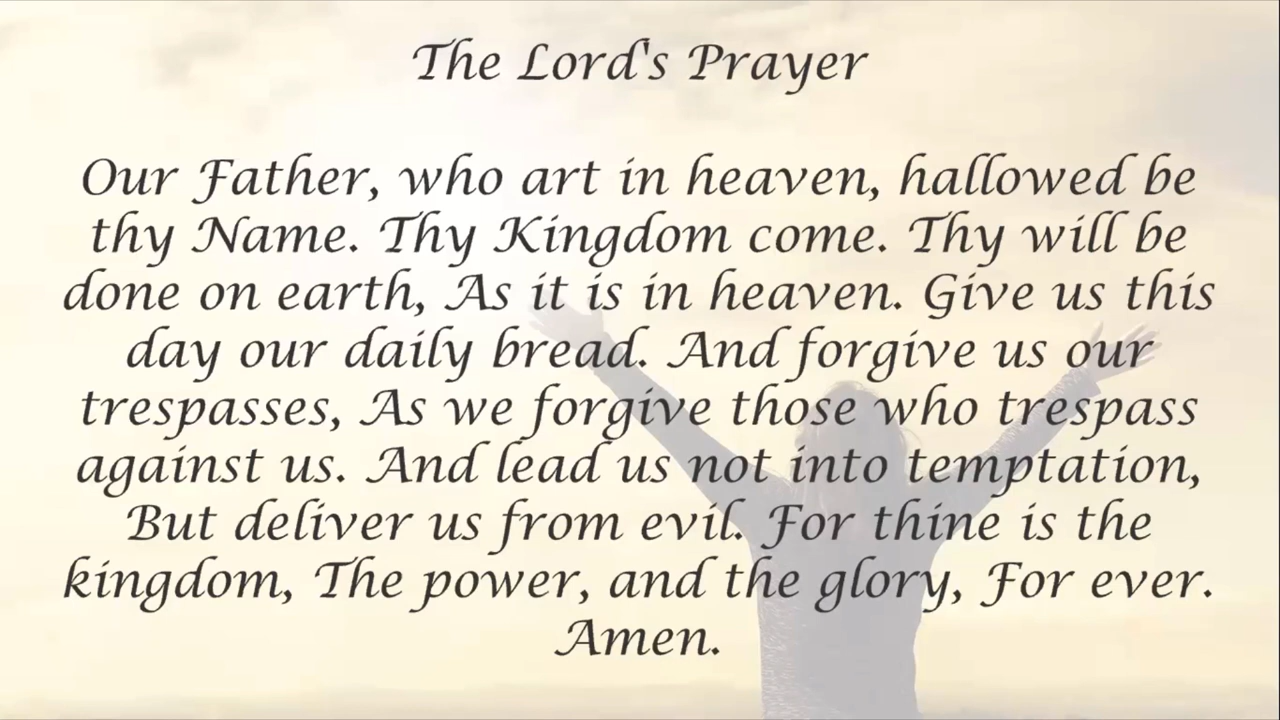 The Lord's Prayer
Our Father, who art in heaven, hallowed be
thy Name. Thy Kingdom come. Thy will be
done on earth, As it is in heaven. Give us this
day our daily bread. And forgive us our
trespasses, As we forgive those who trespass
against us. And lead us not into temptation,
But deliver us from evil. For thine is the
kingdom, The power, and the glory, For ever.
Amen.